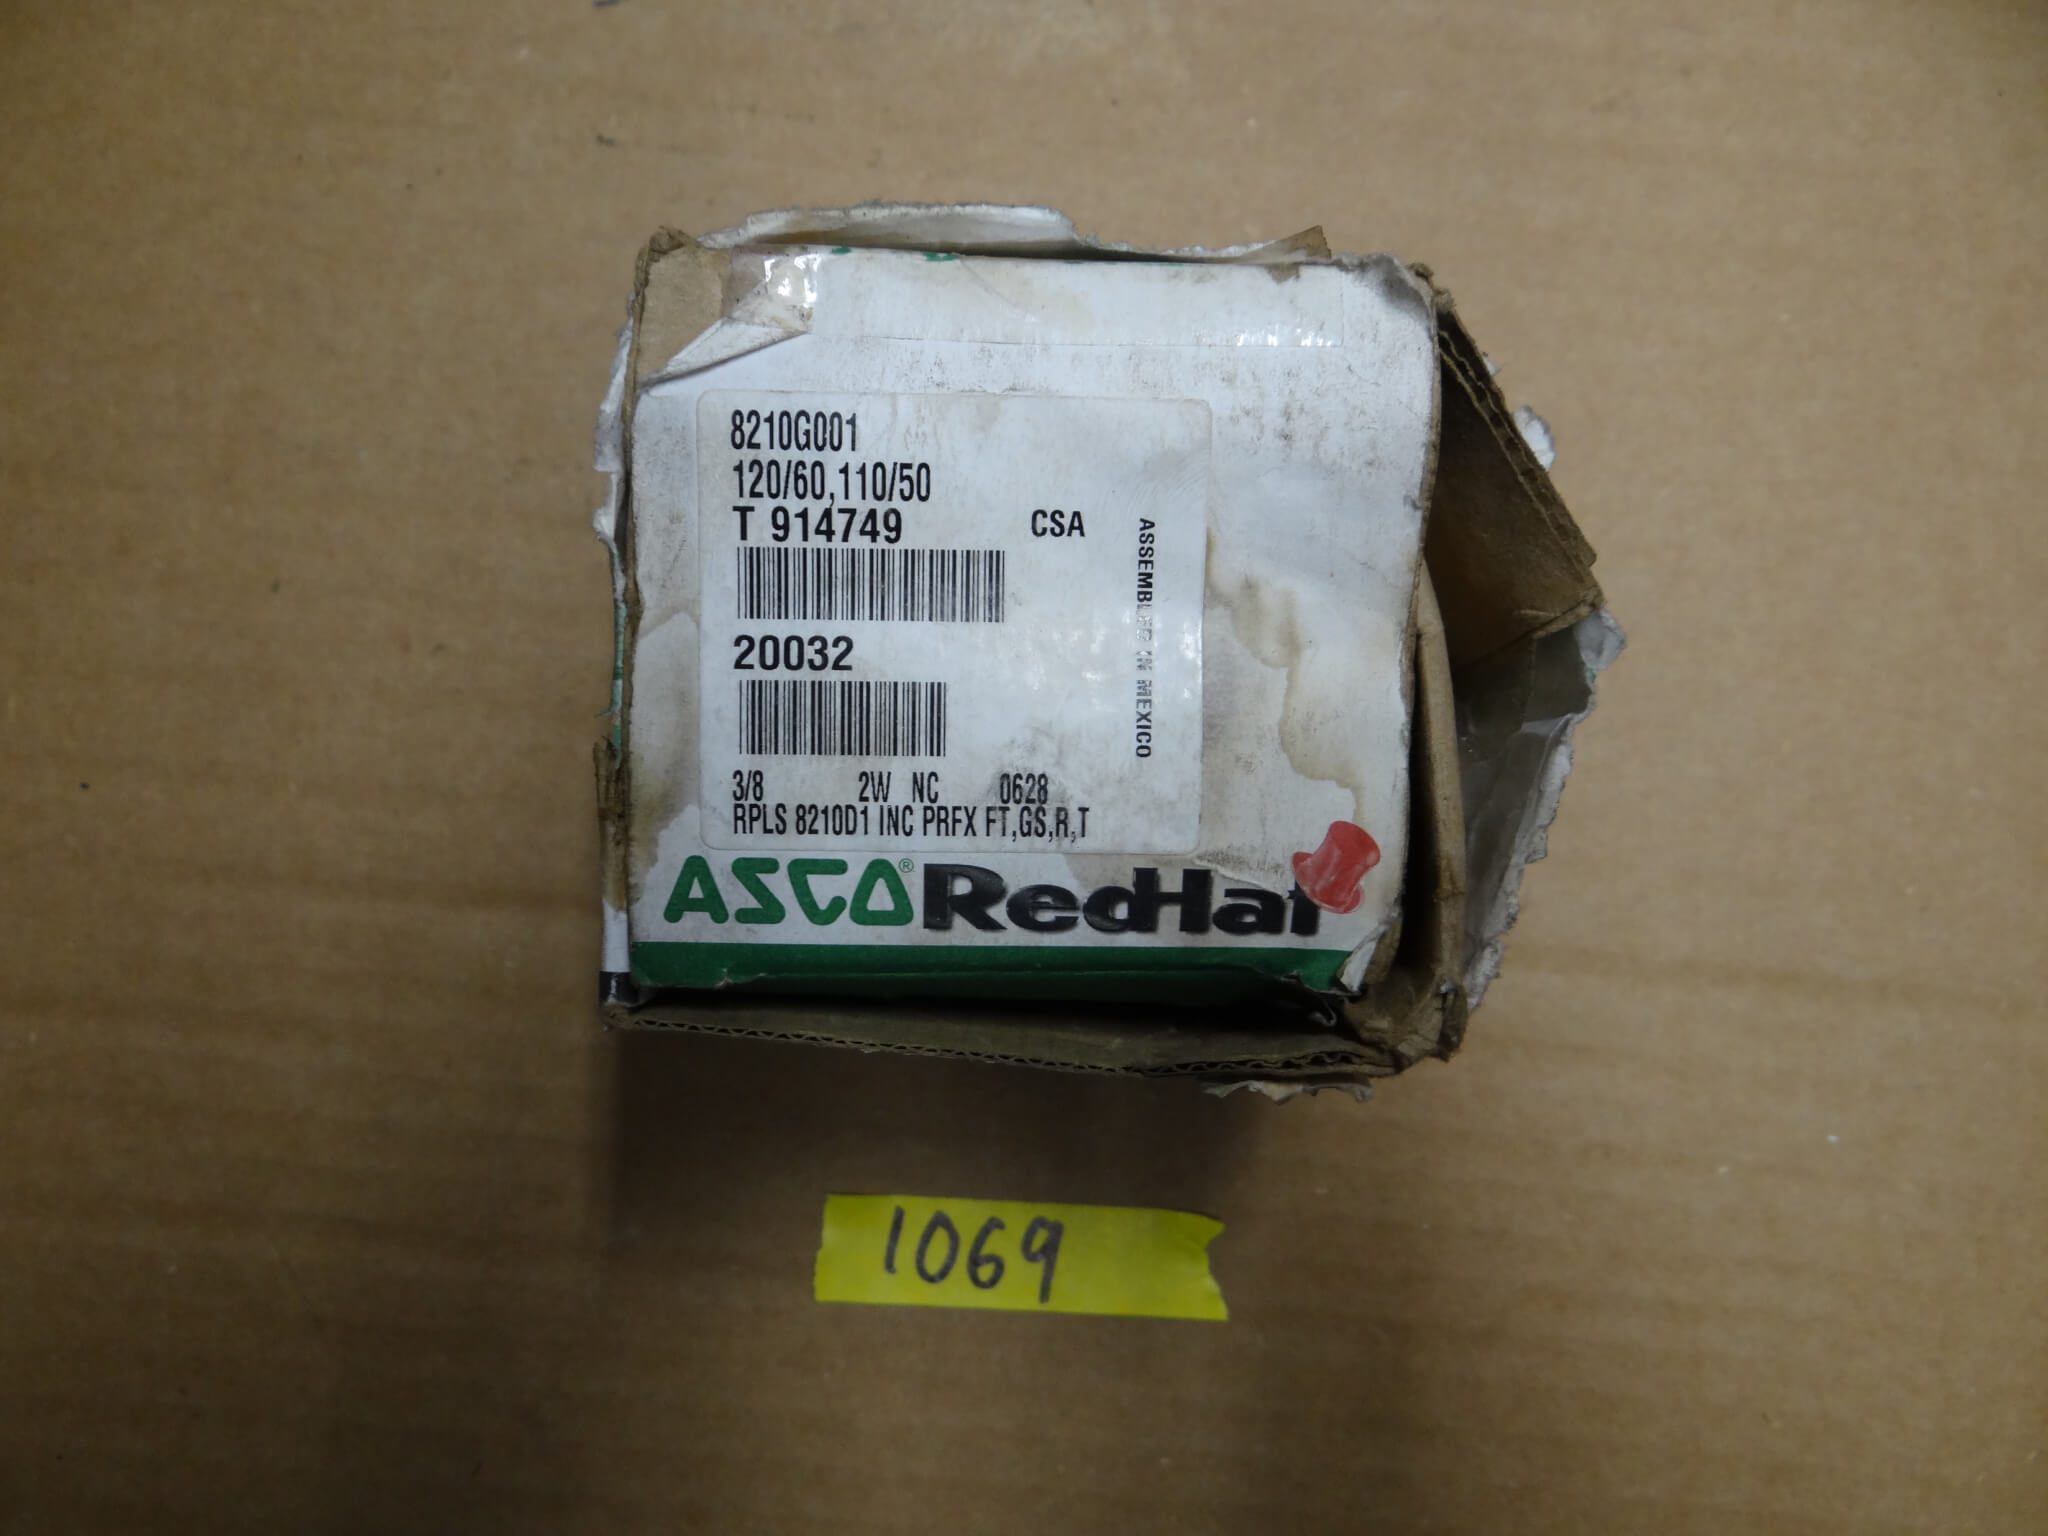 8210G001
120/60,110/50
T 914749 CSA
ASSEMBLED IN MEXICO
20032
3/8 2W NC 0628
RPLS 8210D1 INC PRFX FT,GS,R,T
ASCO® RedHat
1069